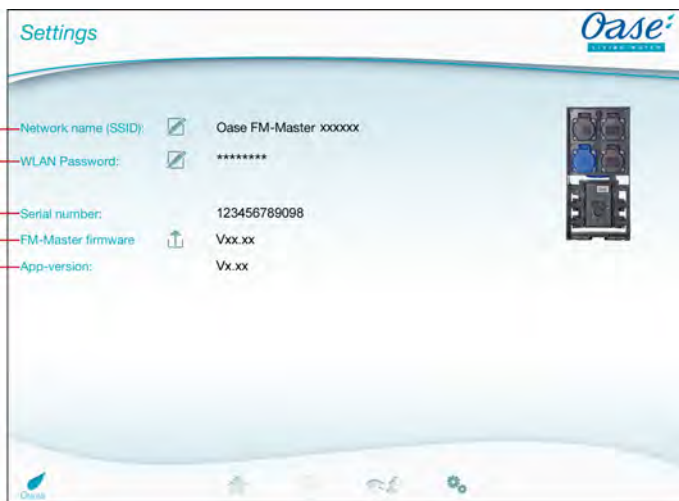 Settings
Oase
LIVING WATER
Network name (SSID): Oase FM-Master xxxxxx
WLAN Password: ********
Serial number: 123456789098
FM-Master firmware Vxx.xx
App-version: Vx.xx
Oase